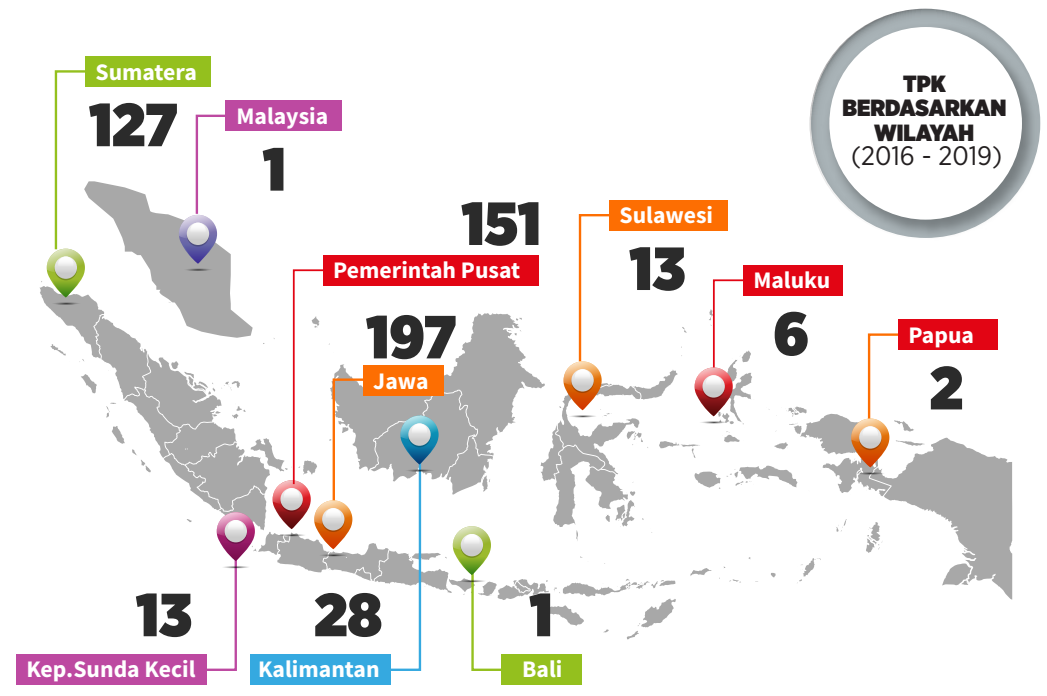 TPK
BERDASARKAN
WILAYAH
(2016 - 2019)
Sumatera
127
Malaysia
1
151
Pemerintah Pusat
197
Jawa
Sulawesi
13
Maluku
6
Papua
2
13
Kep.Sunda Kecil
28
Kalimantan
1
Bali